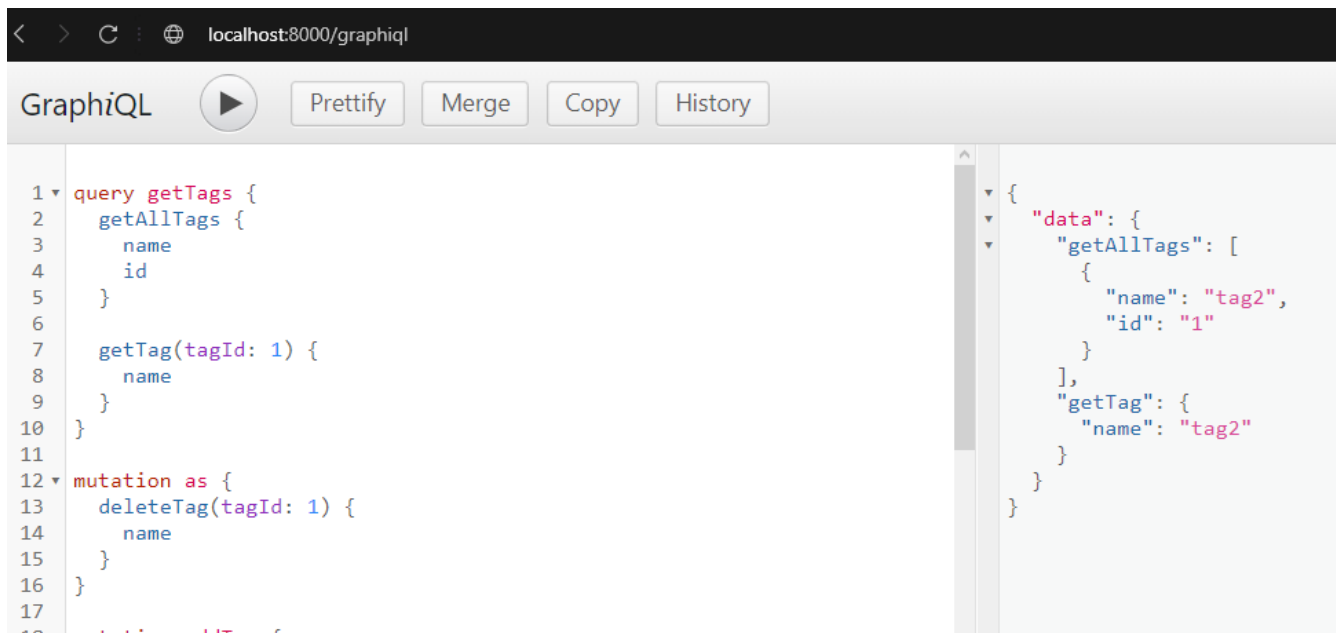 localhost:8000/graphiql
GraphiQL Prettify Merge Copy History
1 query getTags {
2 getAllTags {
3 name
4 id
5 }
6
7 getTag(tagId: 1) {
8 name
9 }
10 }
11
12 mutation as {
13 deleteTag(tagId: 1) {
14 name
15 }
16 }
17
{
"data": {
"getAllTags": [
{
"name": "tag2",
"id": "1"
}
],
"getTag": {
"name": "tag2"
}
}
}